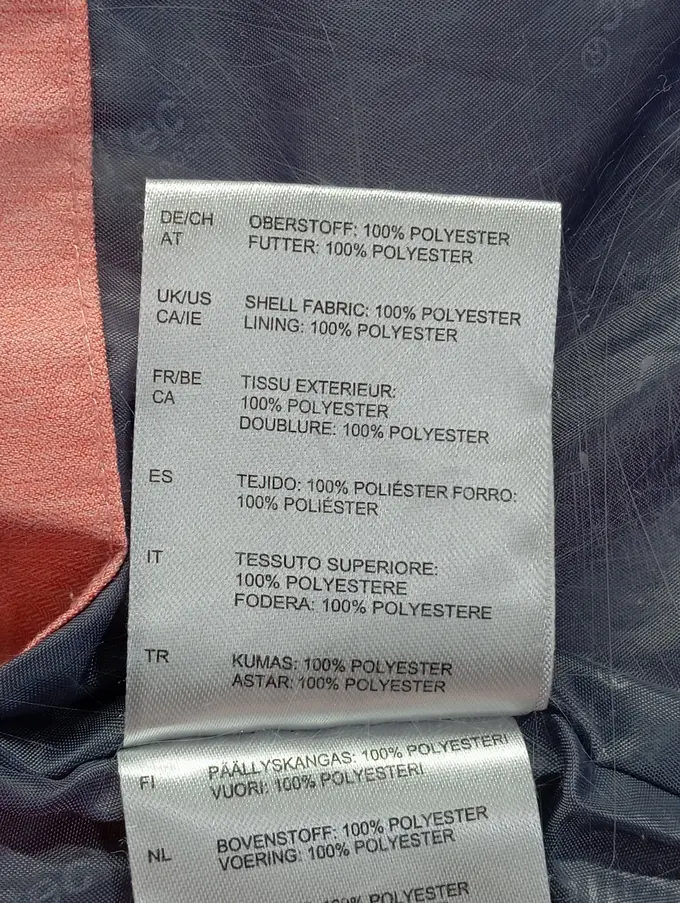 DE/CH OBERSTOFF: 100% POLYESTER
AT FUTTER: 100% POLYESTER
UK/US SHELL FABRIC: 100% POLYESTER
CA/IE LINING: 100% POLYESTER
FR/BE TISSU EXTERIEUR:
CA 100% POLYESTER
DOUBLURE: 100% POLYESTER
ES TEJIDO: 100% POLIÉSTER FORRO:
100% POLIÉSTER
IT TESSUTO SUPERIORE:
100% POLYESTERE
FODERA: 100% POLYESTERE
TR KUMAS: 100% POLYESTER
ASTAR: 100% POLYESTER
FI PÄÄLLYSKANGAS: 100% POLYESTERI
VUORI: 100% POLYESTERI
NL BOVENSTOFF: 100% POLYESTER
VOERING: 100% POLYESTER
100% POLYESTER